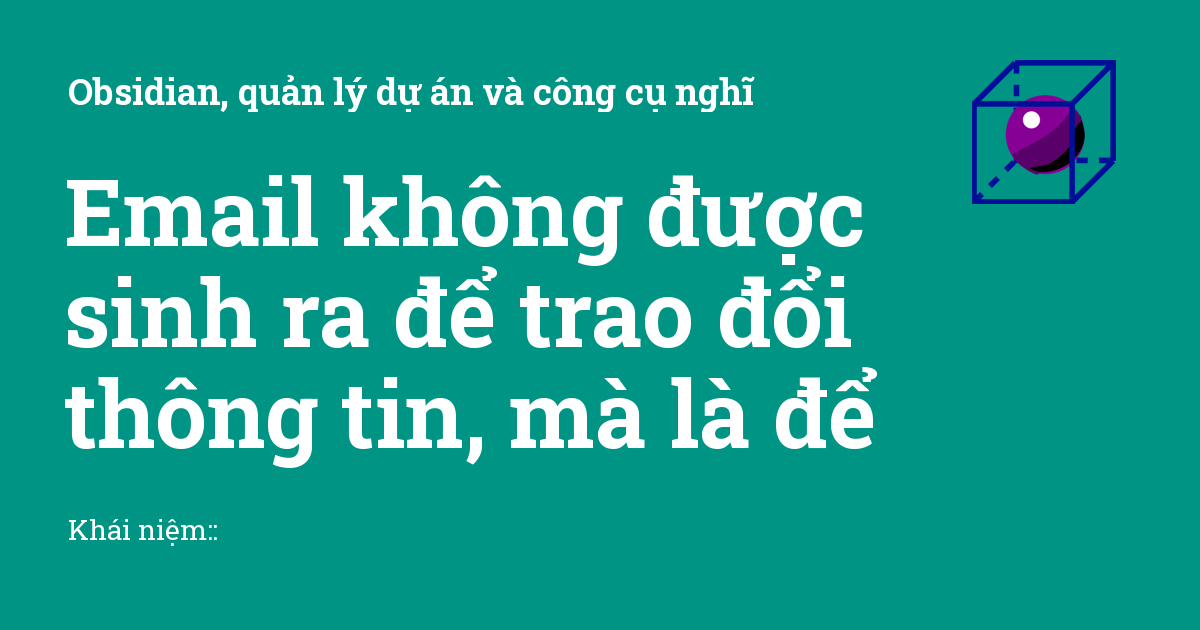 Obsidian, quản lý dự án và công cụ nghĩ
Email không được
sinh ra để trao đổi
thông tin, mà là để
Khái niệm::